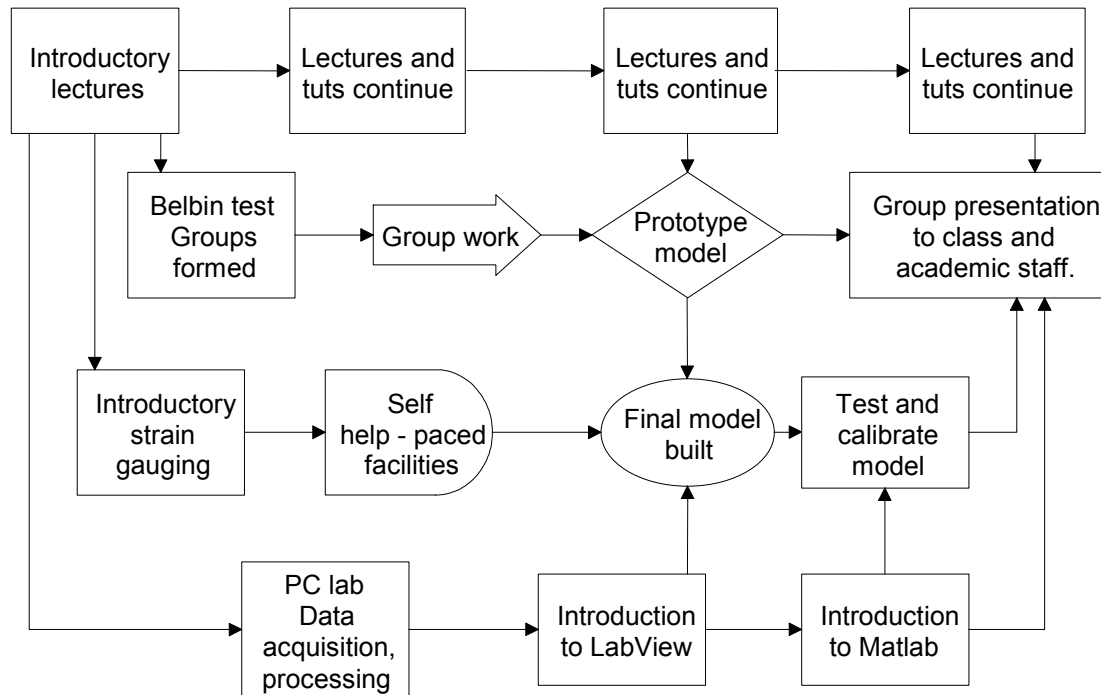 Introductory
lectures
Lectures and
tuts continue
Lectures and
tuts continue
Lectures and
tuts continue
Belbin test
Groups
formed
Group work
Prototype
model
Group presentation
to class and
academic staff.
Introductory
strain
gauging
Self
help - paced
facilities
Final model
built
Test and
calibrate
model
PC lab
Data
acquisition,
processing
Introduction
to LabView
Introduction
to Matlab